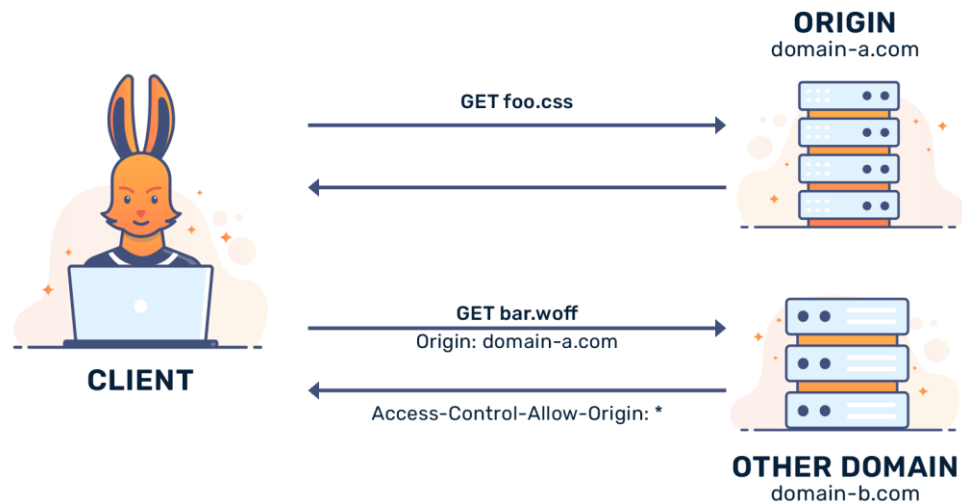 ORIGIN
domain-a.com
GET foo.css
CLIENT
GET bar.woff
Origin: domain-a.com
Access-Control-Allow-Origin: *
OTHER DOMAIN
domain-b.com